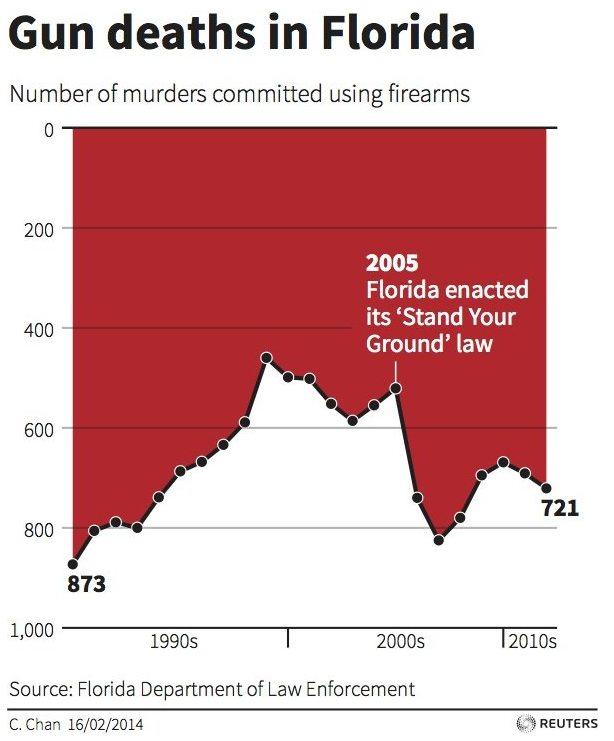 Gun deaths in Florida
Number of murders committed using firearms
0
200
400
600
800
1,000
2005
Florida enacted
its ‘Stand Your
Ground’ law
873
721
1990s
2000s
2010s
Source: Florida Department of Law Enforcement
C. Chan 16/02/2014
REUTERS